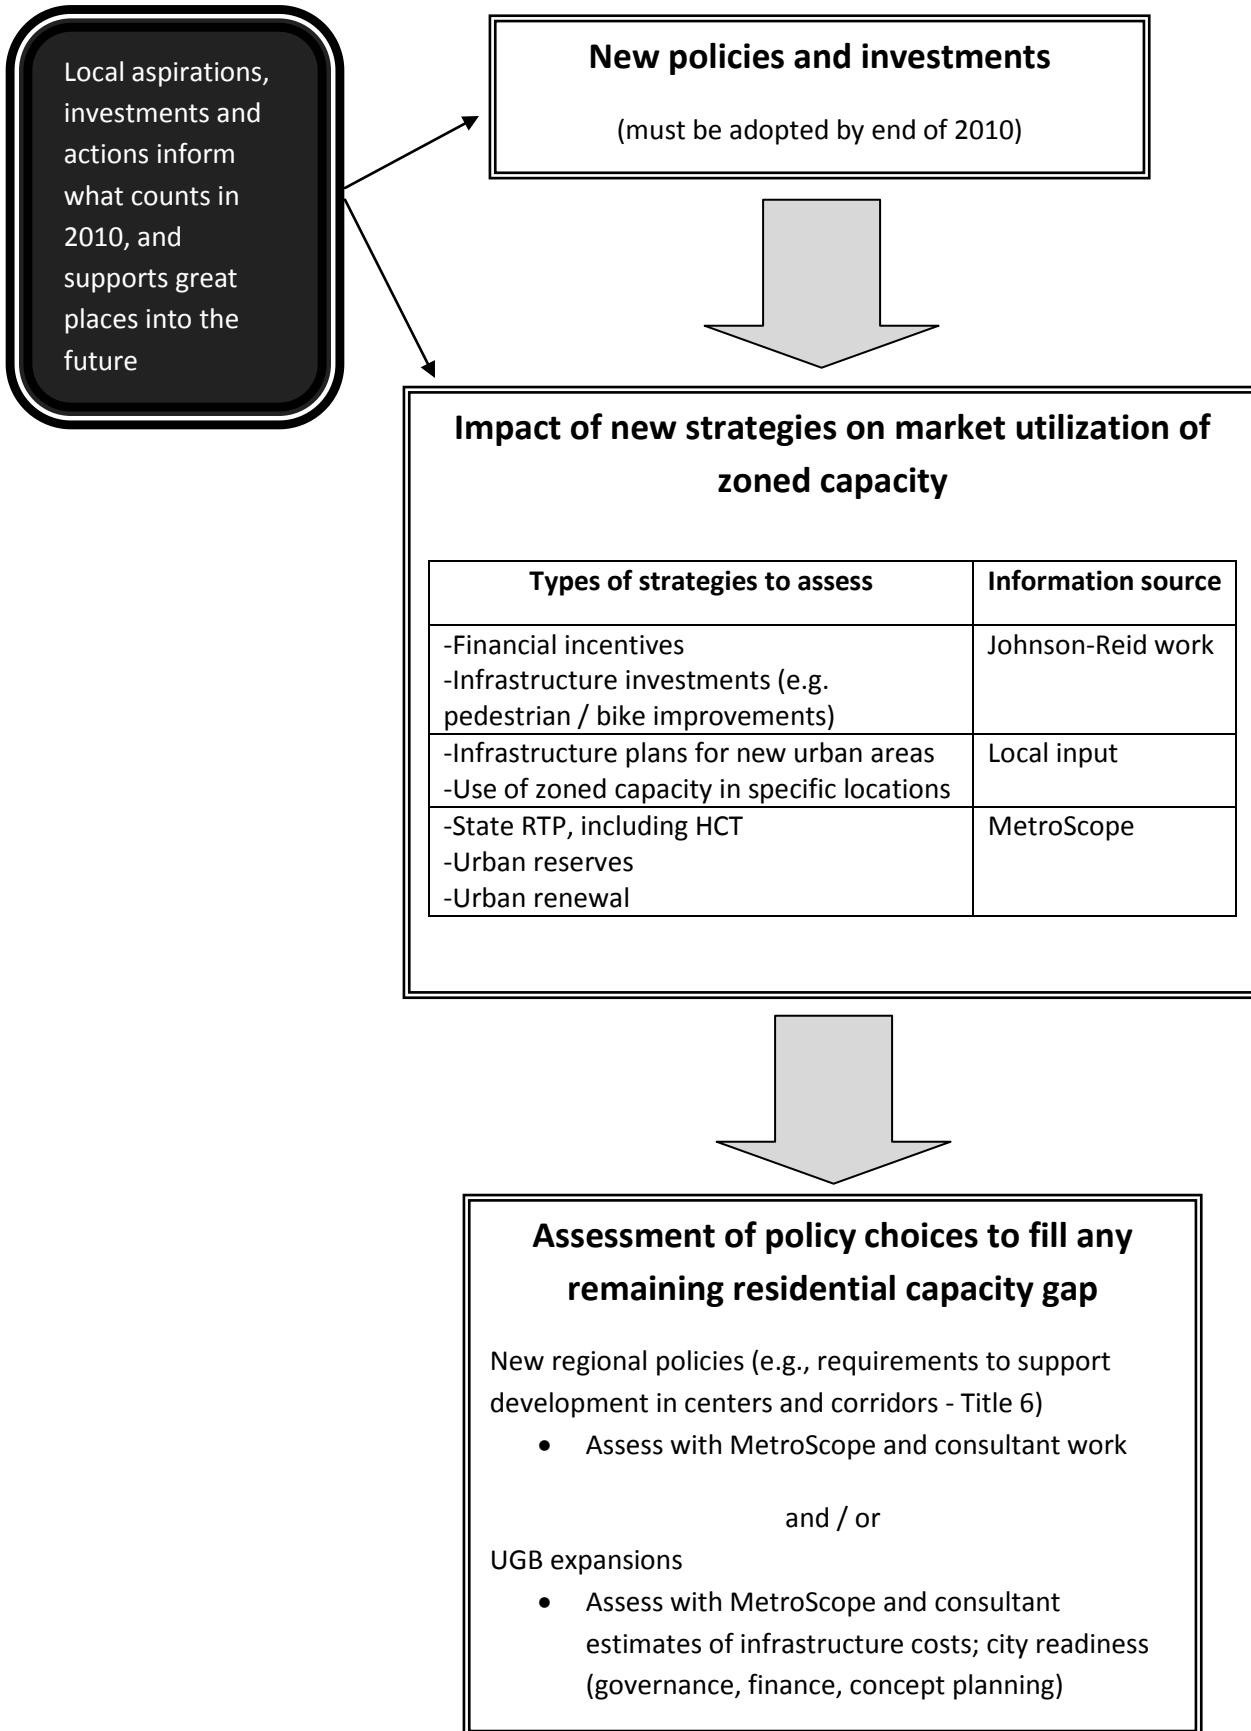 Local aspirations,
investments and
actions inform
what counts in
2010, and
supports great
places into the
future
New policies and investments
(must be adopted by end of 2010)
Impact of new strategies on market utilization of
zoned capacity
Types of strategies to assess
Information source
-Financial incentives
-Infrastructure investments (e.g.
pedestrian / bike improvements)
Johnson-Reid work
-Infrastructure plans for new urban areas
-Use of zoned capacity in specific locations
Local input
-State RTP, including HCT
-Urban reserves
-Urban renewal
MetroScope
Assessment of policy choices to fill any
remaining residential capacity gap
New regional policies (e.g., requirements to support
development in centers and corridors - Title 6)
• Assess with MetroScope and consultant work
and / or
UGB expansions
• Assess with MetroScope and consultant
estimates of infrastructure costs; city readiness
(governance, finance, concept planning)